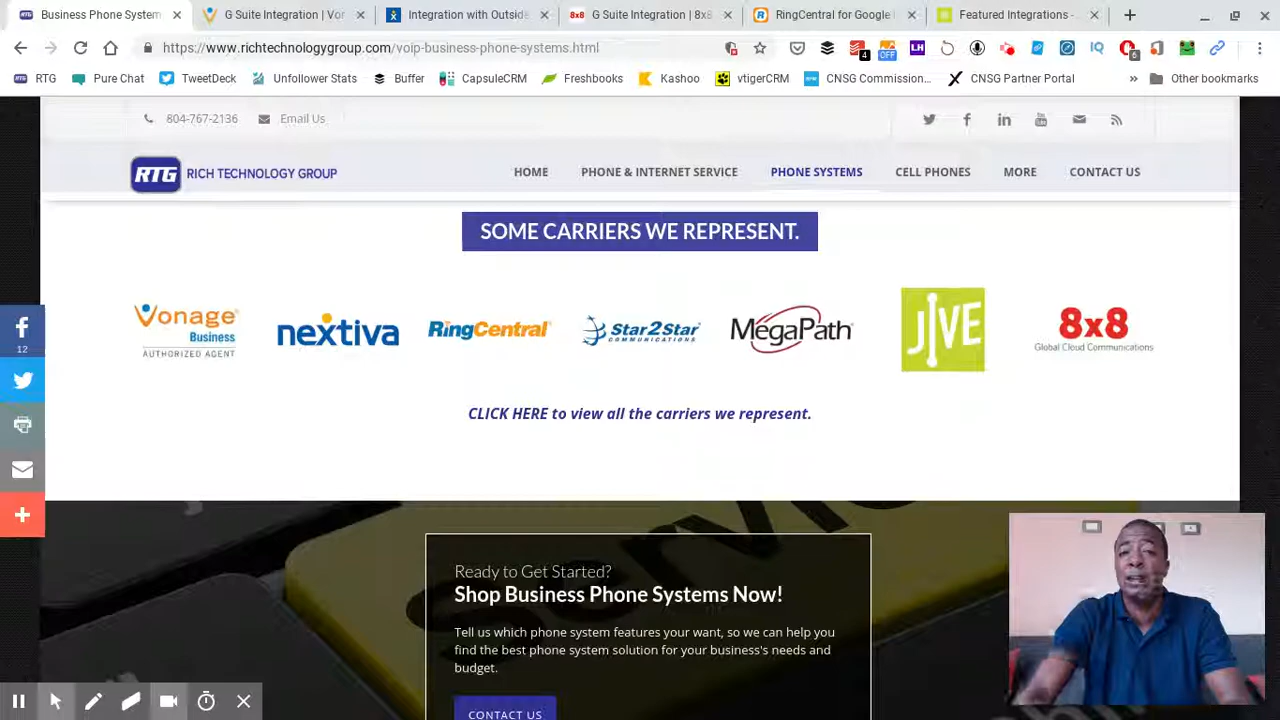 Business Phone System
G Suite Integration | Vo
Integration with Outside
G Suite Integration | 8x8
RingCentral for Google
Featured Integrations -
https://www.richtechnologygroup.com/voip-business-phone-systems.html
4
OFF
LH
IQ
6
RTG
Pure Chat
TweetDeck
Unfollower Stats
Buffer
CapsuleCRM
Freshbooks
Kashoo
vtigerCRM
CNSG Commission...
CNSG Partner Portal
»
Other bookmarks
804-767-2136
Email Us
RTG RICH TECHNOLOGY GROUP
HOME
PHONE & INTERNET SERVICE
PHONE SYSTEMS
CELL PHONES
MORE
CONTACT US
SOME CARRIERS WE REPRESENT.
Vonage
Business
AUTHORIZED AGENT
nextiva
RingCentral
Star2Star
COMMUNICATIONS
MegaPath
JIVE
8x8
Global Cloud Communications
12
CLICK HERE to view all the carriers we represent.
Ready to Get Started?
Shop Business Phone Systems Now!
Tell us which phone system features your want, so we can help you
find the best phone system solution for your business's needs and
budget.
CONTACT US